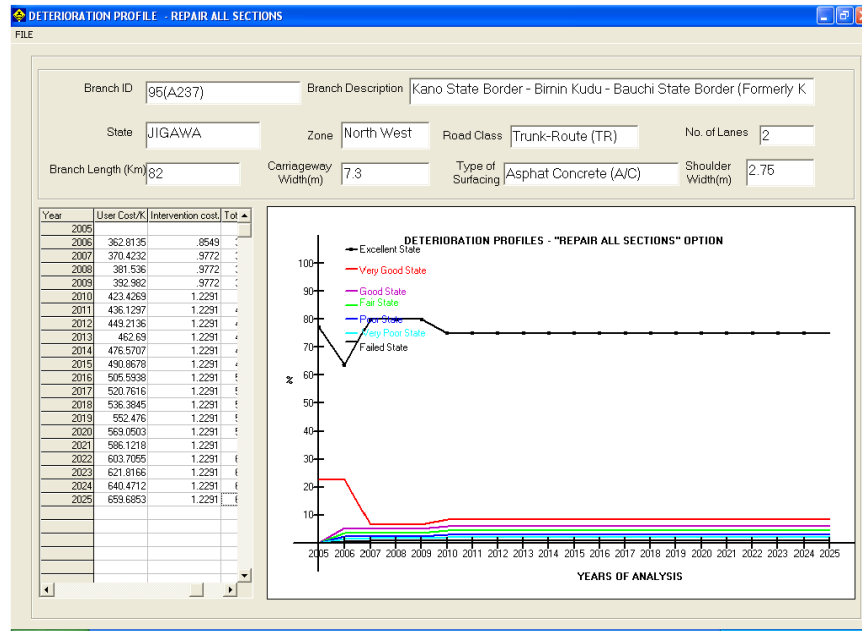 DETERIORATION PROFILE - REPAIR ALL SECTIONS
FILE
Branch ID 95(A237) Branch Description Kano State Border - Birnin Kudu - Bauchi State Border (Formerly K
State JIGAWA Zone North West Road Class Trunk-Route (TR) No. of Lanes 2
Branch Length (Km) 82 Carriageway Width(m) 7.3 Type of Surfacing Asphat Concrete (A/C) Shoulder Width(m) 2.75
Year User Cost/K Intervention cost. Tot
2005
2006 362.8135 .8549
2007 370.4232 .9772
2008 381.536 .9772
2009 392.982 .9772
2010 423.4269 1.2291
2011 436.1297 1.2291
2012 449.2136 1.2291
2013 462.69 1.2291
2014 476.5707 1.2291
2015 490.8678 1.2291
2016 505.5938 1.2291
2017 520.7616 1.2291
2018 536.3845 1.2291
2019 552.476 1.2291
2020 569.0503 1.2291
2021 586.1218 1.2291
2022 603.7055 1.2291
2023 621.8166 1.2291
2024 640.4712 1.2291
2025 659.6853 1.2291
DETERIORATION PROFILES - "REPAIR ALL SECTIONS" OPTION
Excellent State
Very Good State
Good State
Fair State
Poor State
Very Poor State
Failed State
100
90
80
70
60
50
40
30
20
10
%
2005 2006 2007 2008 2009 2010 2011 2012 2013 2014 2015 2016 2017 2018 2019 2020 2021 2022 2023 2024 2025
YEARS OF ANALYSIS